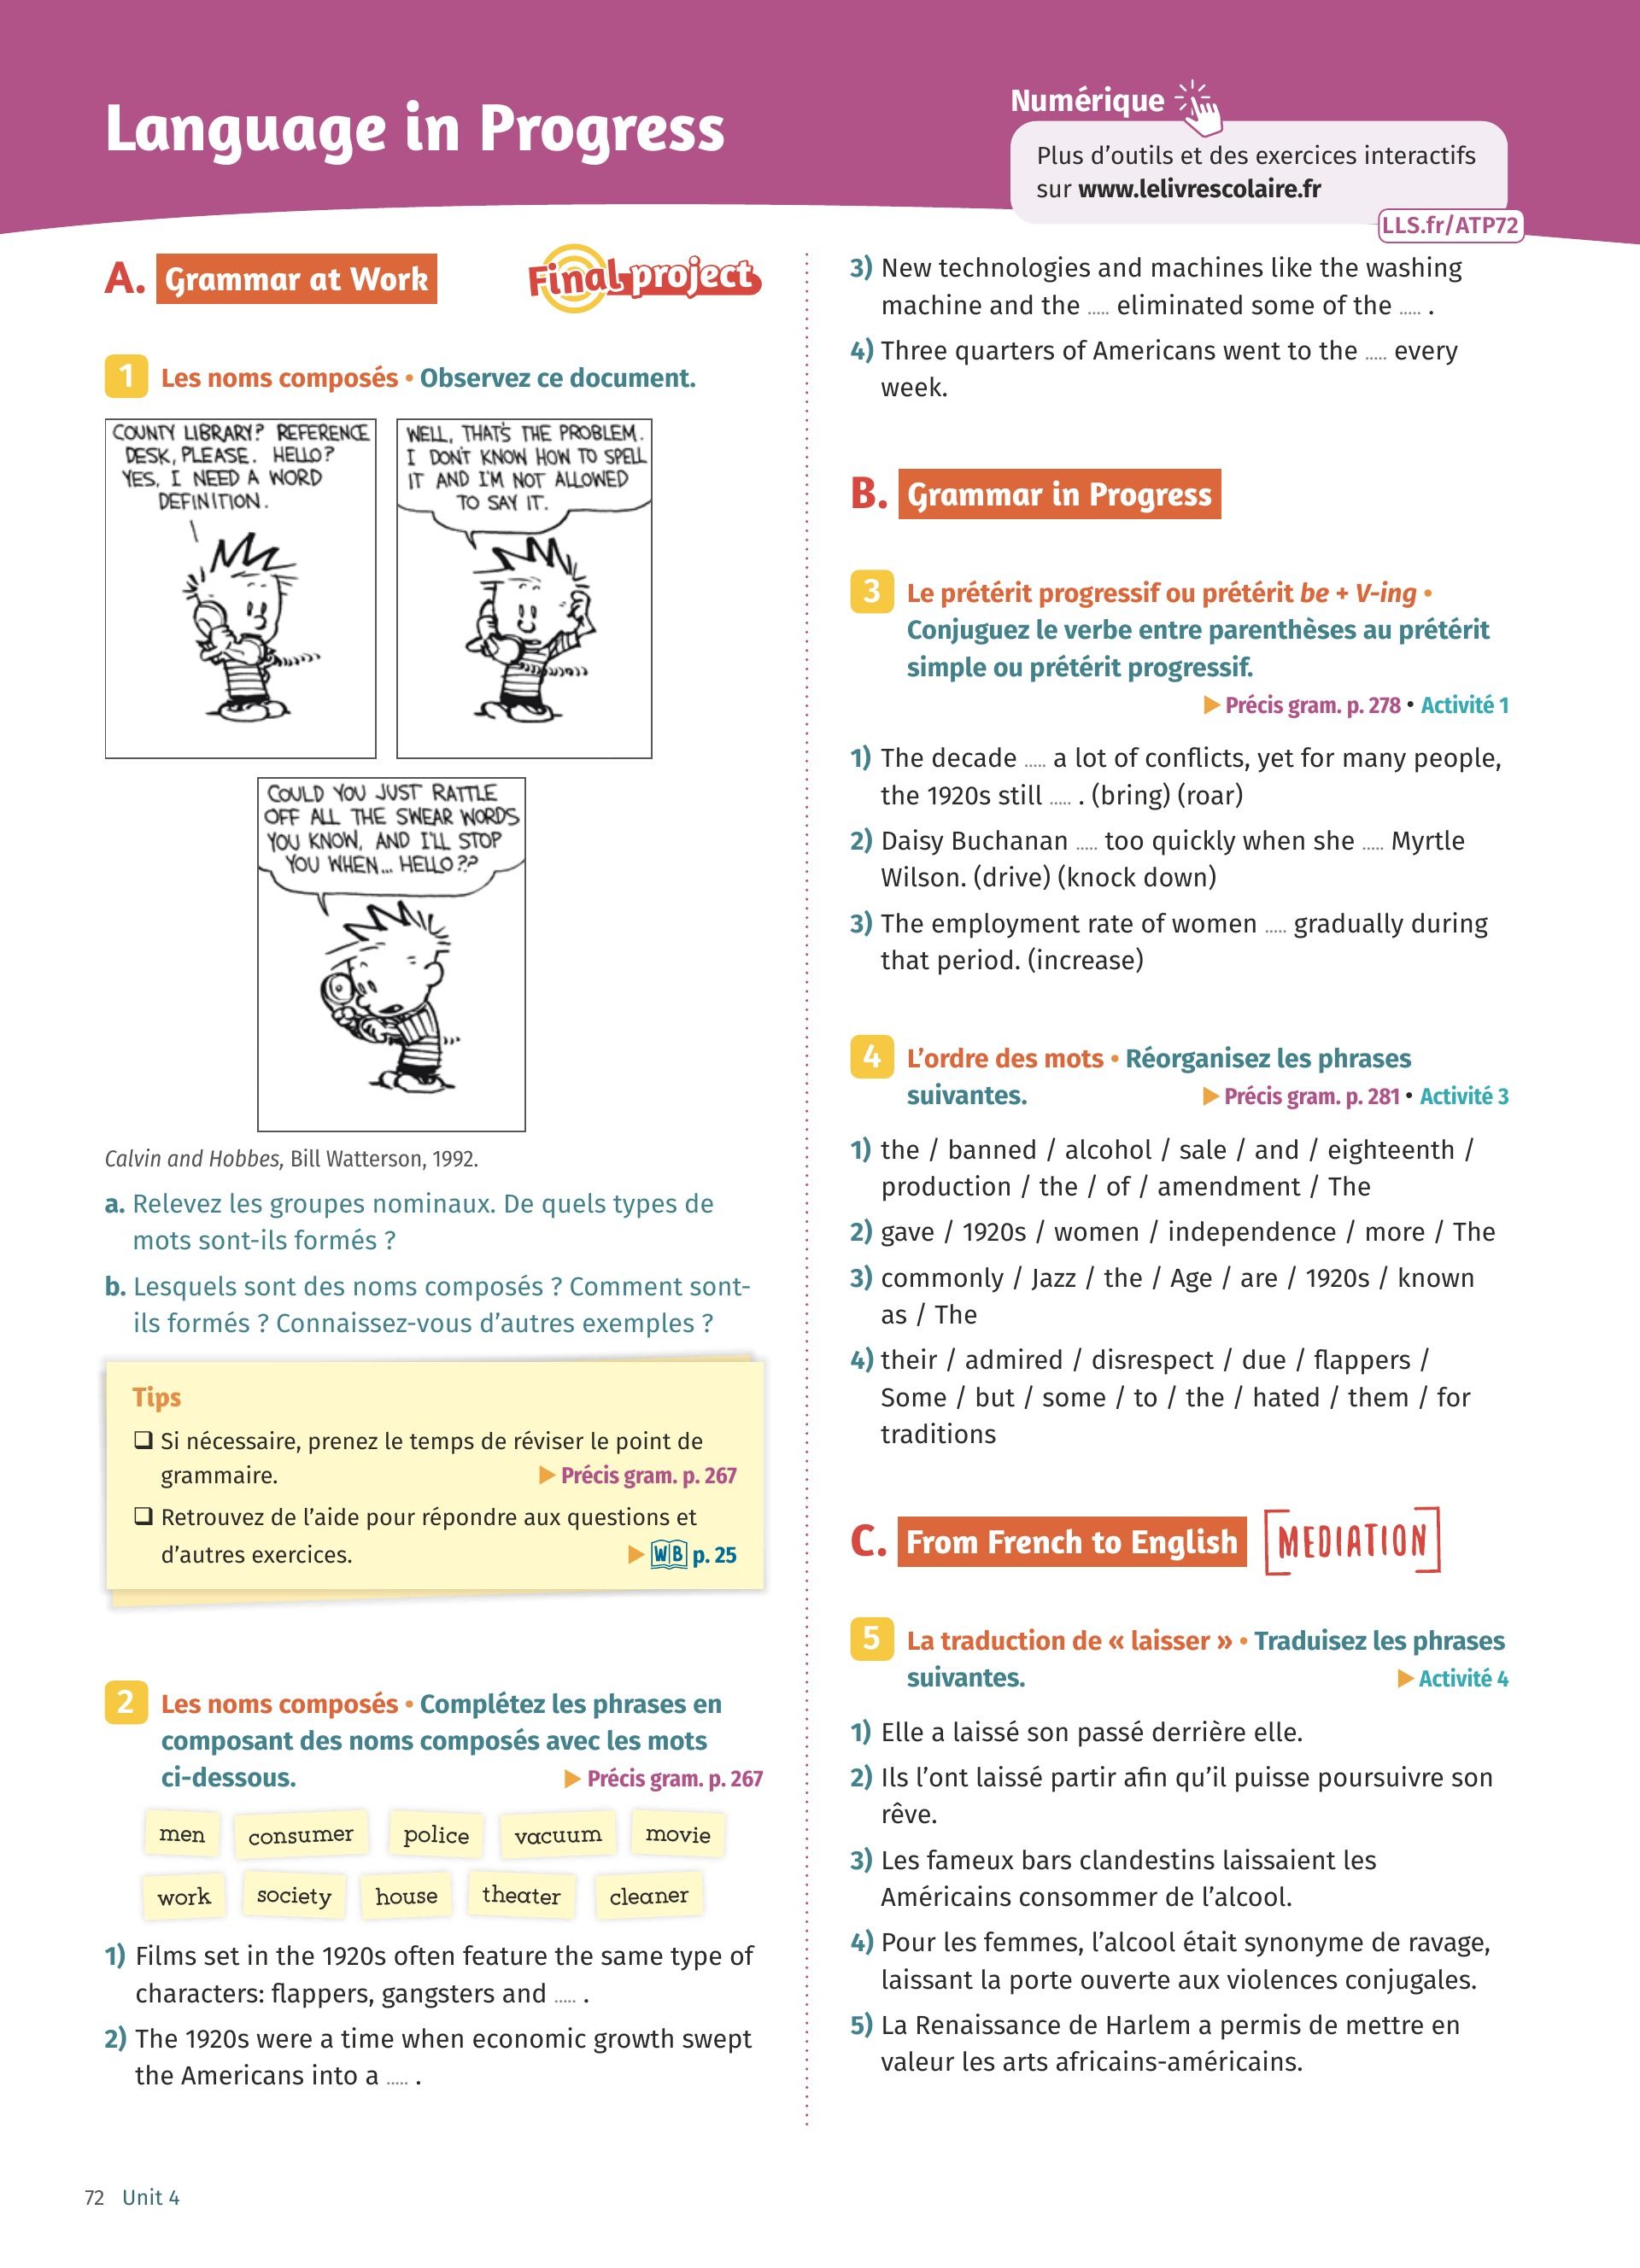 Language in Progress
Numérique
Plus d’outils et des exercices interactifs
sur www.lelivrescolaire.fr
LLS.fr/ATP72
A. Grammar at Work
Final project
1 Les noms composés • Observez ce document.
COUNTY LIBRARY? REFERENCE
DESK, PLEASE. HELLO?
YES, I NEED A WORD
DEFINITION.
WELL, THAT'S THE PROBLEM.
I DON'T KNOW HOW TO SPELL
IT AND I'M NOT ALLOWED
TO SAY IT.
COULD YOU JUST RATTLE
OFF ALL THE SWEAR WORDS
YOU KNOW, AND I'LL STOP
YOU WHEN... HELLO??
Calvin and Hobbes, Bill Watterson, 1992.
a. Relevez les groupes nominaux. De quels types de
mots sont-ils formés ?
b. Lesquels sont des noms composés ? Comment sont-
ils formés ? Connaissez-vous d’autres exemples ?
Tips
❑ Si nécessaire, prenez le temps de réviser le point de
grammaire. ▶ Précis gram. p. 267
❑ Retrouvez de l’aide pour répondre aux questions et
d’autres exercices. ▶ WB p. 25
2 Les noms composés • Complétez les phrases en
composant des noms composés avec les mots
ci-dessous. ▶ Précis gram. p. 267
men consumer police vacuum movie
work society house theater cleaner
1) Films set in the 1920s often feature the same type of
characters: flappers, gangsters and ..... .
2) The 1920s were a time when economic growth swept
the Americans into a ..... .
3) New technologies and machines like the washing
machine and the ..... eliminated some of the ..... .
4) Three quarters of Americans went to the ..... every
week.
B. Grammar in Progress
3 Le prétérit progressif ou prétérit be + V-ing •
Conjuguez le verbe entre parenthèses au prétérit
simple ou prétérit progressif.
▶ Précis gram. p. 278 • Activité 1
1) The decade ..... a lot of conflicts, yet for many people,
the 1920s still ..... . (bring) (roar)
2) Daisy Buchanan ..... too quickly when she ..... Myrtle
Wilson. (drive) (knock down)
3) The employment rate of women ..... gradually during
that period. (increase)
4 L’ordre des mots • Réorganisez les phrases
suivantes. ▶ Précis gram. p. 281 • Activité 3
1) the / banned / alcohol / sale / and / eighteenth /
production / the / of / amendment / The
2) gave / 1920s / women / independence / more / The
3) commonly / Jazz / the / Age / are / 1920s / known
as / The
4) their / admired / disrespect / due / flappers /
Some / but / some / to / the / hated / them / for
traditions
C. From French to English MEDIATION
5 La traduction de « laisser » • Traduisez les phrases
suivantes. ▶ Activité 4
1) Elle a laissé son passé derrière elle.
2) Ils l’ont laissé partir afin qu’il puisse poursuivre son
rêve.
3) Les fameux bars clandestins laissaient les
Américains consommer de l’alcool.
4) Pour les femmes, l’alcool était synonyme de ravage,
laissant la porte ouverte aux violences conjugales.
5) La Renaissance de Harlem a permis de mettre en
valeur les arts africains-américains.
72 Unit 4